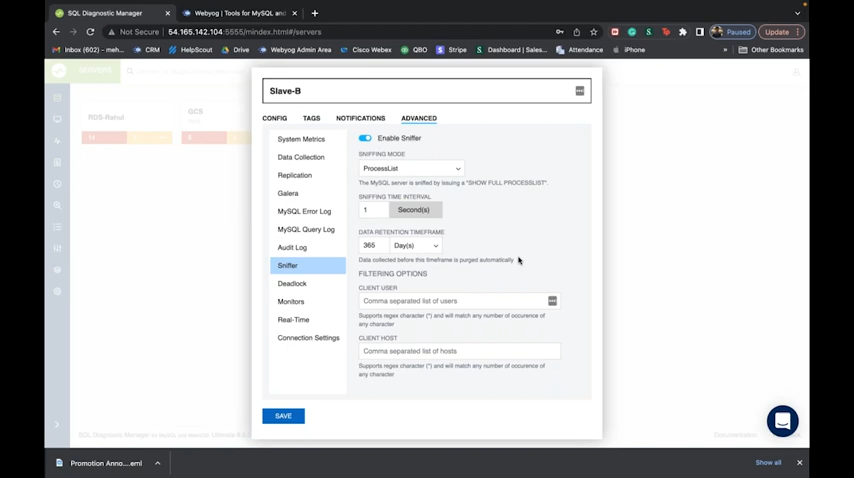 SQL Diagnostic Manager
Webyog | Tools for MySQL and
Not Secure
54.165.142.104:5555/mindex.html#/servers
Paused
Update
Inbox (602) – meh...
CRM
HelpScout
Drive
Webyog Admin Area
Cisco Webex
QBO
Stripe
Dashboard | Sales...
Attendance
iPhone
Other Bookmarks
SERVERS
RDS-Rahul
GCS
Slave-B
CONFIG
TAGS
NOTIFICATIONS
ADVANCED
System Metrics
Data Collection
Replication
Galera
MySQL Error Log
MySQL Query Log
Audit Log
Sniffer
Deadlock
Monitors
Real-Time
Connection Settings
Enable Sniffer
SNIFFING MODE
ProcessList
The MySQL server is sniffed by issuing a "SHOW FULL PROCESSLIST".
SNIFFING TIME INTERVAL
1 Second(s)
DATA RETENTION TIMEFRAME
365 Day(s)
Data collected before this timeframe is purged automatically
FILTERING OPTIONS
CLIENT USER
Comma separated list of users
Supports regex character (*) and will match any number of occurence of
any character
CLIENT HOST
Comma separated list of hosts
Supports regex character (*) and will match any number of occurence of
any character
SAVE
SQL Diagnostic Manager
Documentation
Promotion Anno....eml
Show all